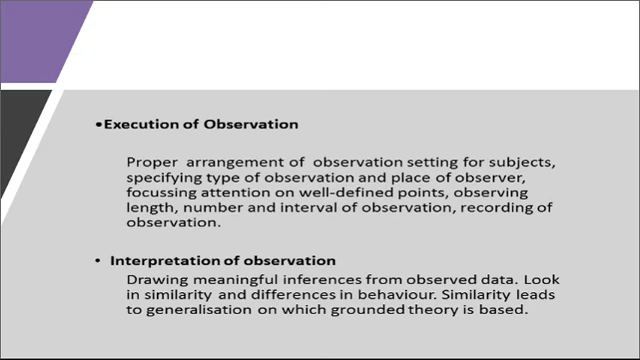 •Execution of Observation
Proper arrangement of observation setting for subjects,
specifying type of observation and place of observer,
focussing attention on well-defined points, observing
length, number and interval of observation, recording of
observation.
• Interpretation of observation
Drawing meaningful inferences from observed data. Look
in similarity and differences in behaviour. Similarity leads
to generalisation on which grounded theory is based.